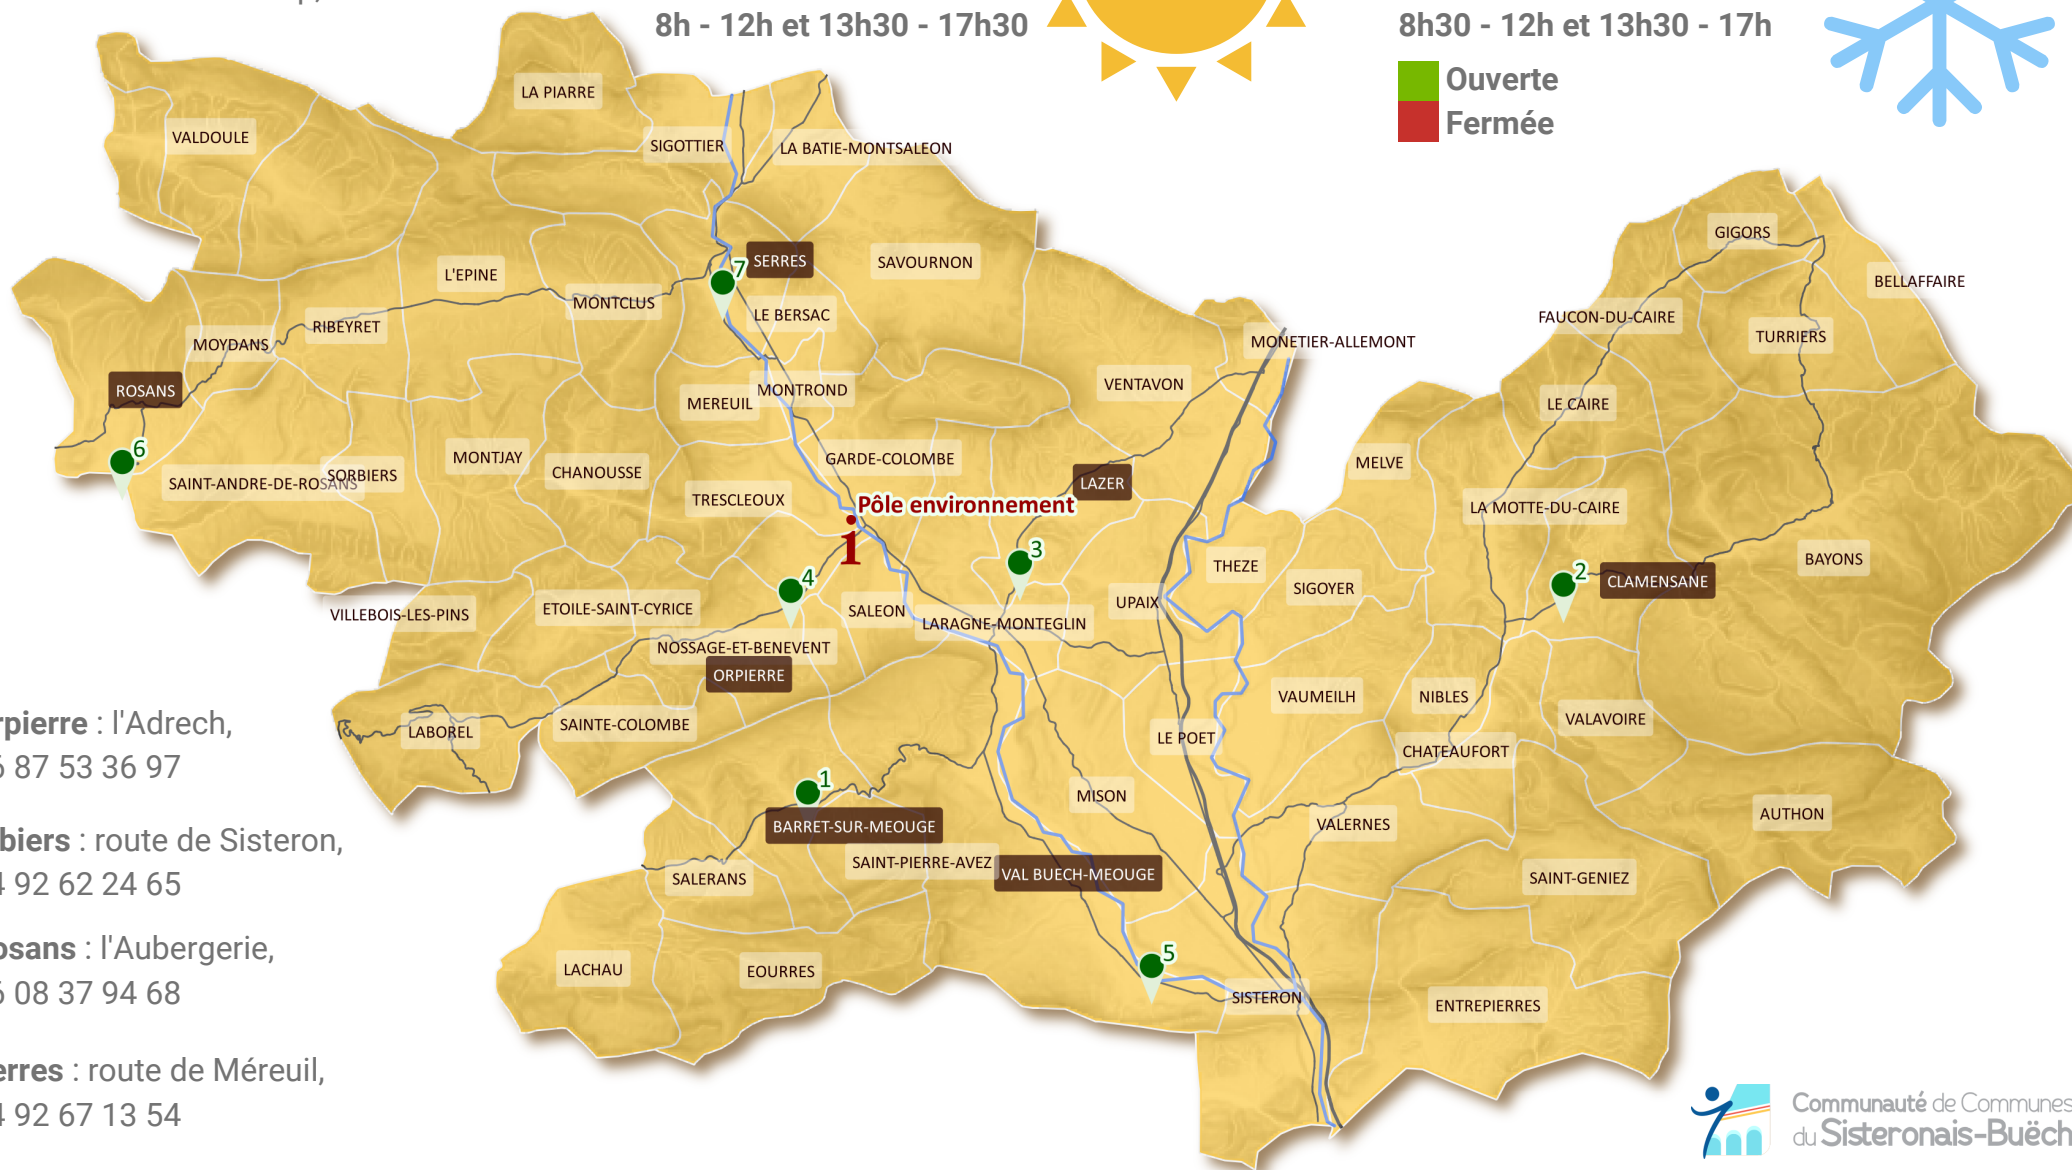 8h - 12h et 13h30 - 17h30
8h30 - 12h et 13h30 - 17h
Ouverte
Fermée
LA PIARRE
VALDOULE
SIGOTTIER
LA BATIE-MONTSALEON
GIGORS
7
SERRES
SAVOURNON
L'EPINE
BELLAFFAIRE
MONTCLUS
LE BERSAC
FAUCON-DU-CAIRE
RIBEYRET
MOYDANS
TURRIERS
MONETIER-ALLEMONT
ROSANS
VENTAVON
MONTROND
MEREUIL
LE CAIRE
6
MONTJAY
GARDE-COLOMBE
MELVE
CHANOUSSE
SORBIERS
SAINT-ANDRE-DE-ROSANS
LAZER
TRESCLEOUX
Pôle environnement
i
LA MOTTE-DU-CAIRE
3
BAYONS
THEZE
4
2
CLAMENSANE
SIGOYER
UPAIX
VILLEBOIS-LES-PINS
ETOILE-SAINT-CYRICE
SALEON
LARAGNE-MONTEGLIN
NOSSAGE-ET-BENEVENT
ORPIERRE
VAUMEILH
NIBLES
VALAVOIRE
rpierre : l'Adrech,
87 53 36 97
LABOREL
SAINTE-COLOMBE
LE POET
CHATEAUFORT
1
MISON
BARRET-SUR-MEOUGE
VALERNES
AUTHON
biers : route de Sisteron,
92 62 24 65
SAINT-PIERRE-AVEZ
VAL BUECH-MEOUGE
SALERANS
SAINT-GENIEZ
osans : l'Aubergerie,
08 37 94 68
5
LACHAU
EOURRES
SISTERON
ENTREPIERRES
erres : route de Méreuil,
92 67 13 54
Communauté de Communes
du Sisteronais-Buëch